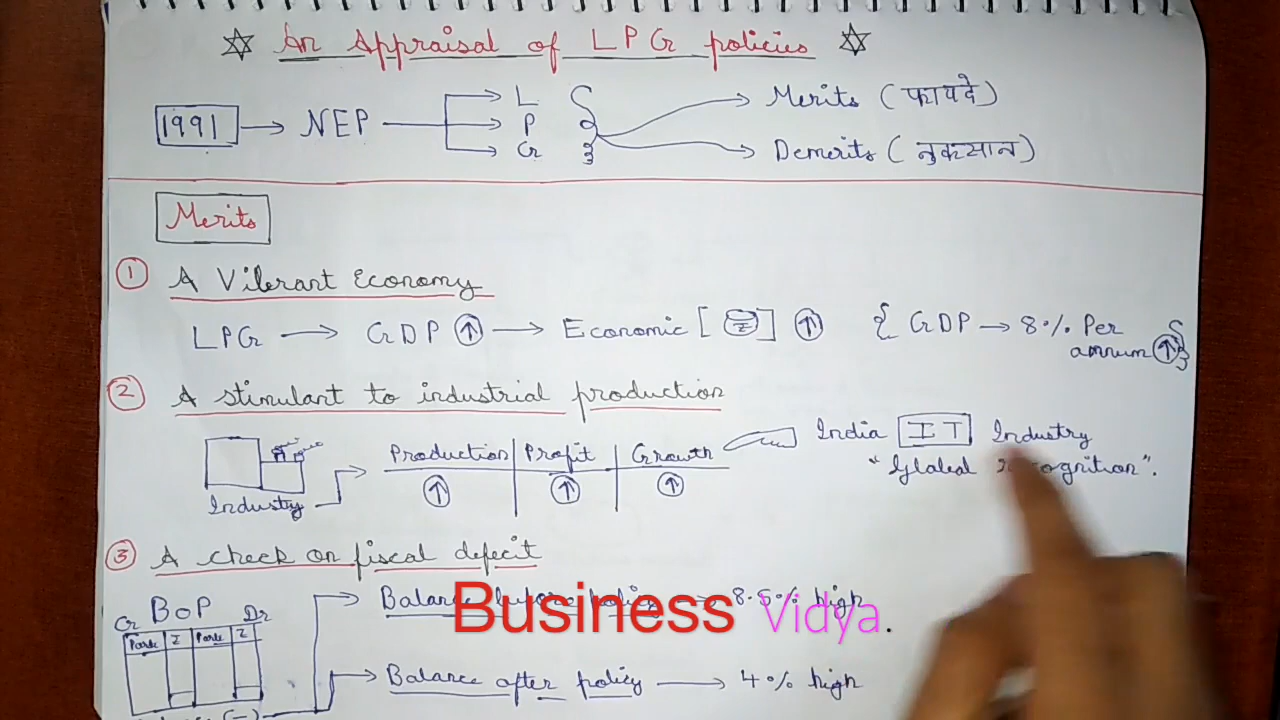 An Appraisal of LPG policies
1991 → NEP → L P G
Merits (फायदे)
Demerits (नुकसान)
Merits
① A Vibrant Economy
LPG → GDP ↑ → Economic [₹] ↑ { GDP → 8% Per annum ↑ }
② A stimulant to industrial production
Industry → Production ↑ Profit ↑ Growth ↑
India IT Industry
"Global recognition".
③ A check on fiscal defecit
BoP
Cr Dr
→ Balance before policy → 8.5% high
→ Balance after policy → 4% high
Business Vidya.